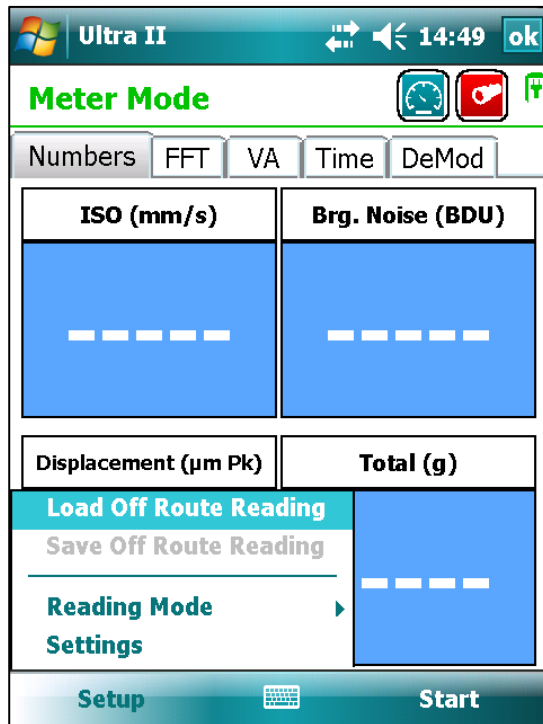 Ultra II 14:49 ok
Meter Mode
Numbers FFT VA Time DeMod
ISO (mm/s) Brg. Noise (BDU)
----- -----
Displacement (µm Pk) Total (g)
Load Off Route Reading
Save Off Route Reading
----
Reading Mode
Settings
Setup Start